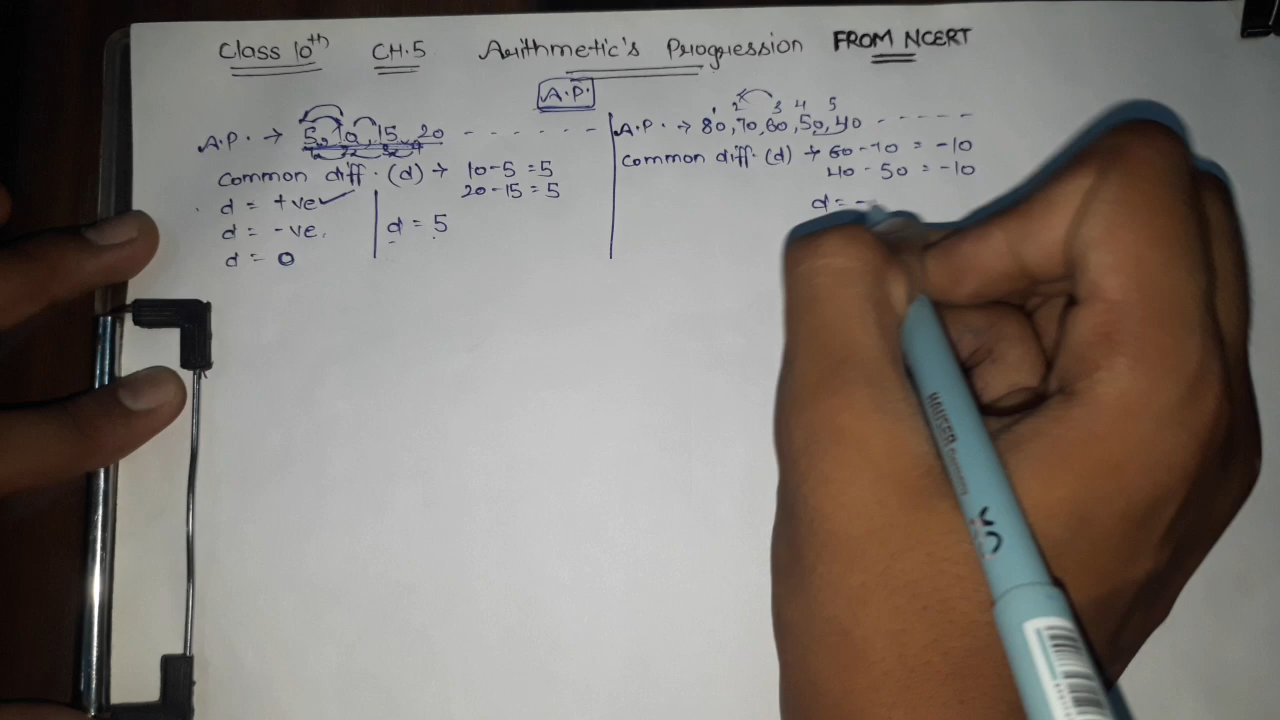 Class 10th CH.5 Arithmetic's Progression FROM NCERT
A.P.
A.P. → 5, 10, 15, 20 - - - - - -
Common diff. (d) → 10-5 = 5
20-15 = 5
d = +ve ✓
d = -ve.
d = 0
d = 5
1 2 3 4 5
A.P. → 80, 70, 60, 50, 40 - - - - - -
Common diff. (d) → 60-70 = -10
40 - 50 = -10
d = -
HAUSER
XO